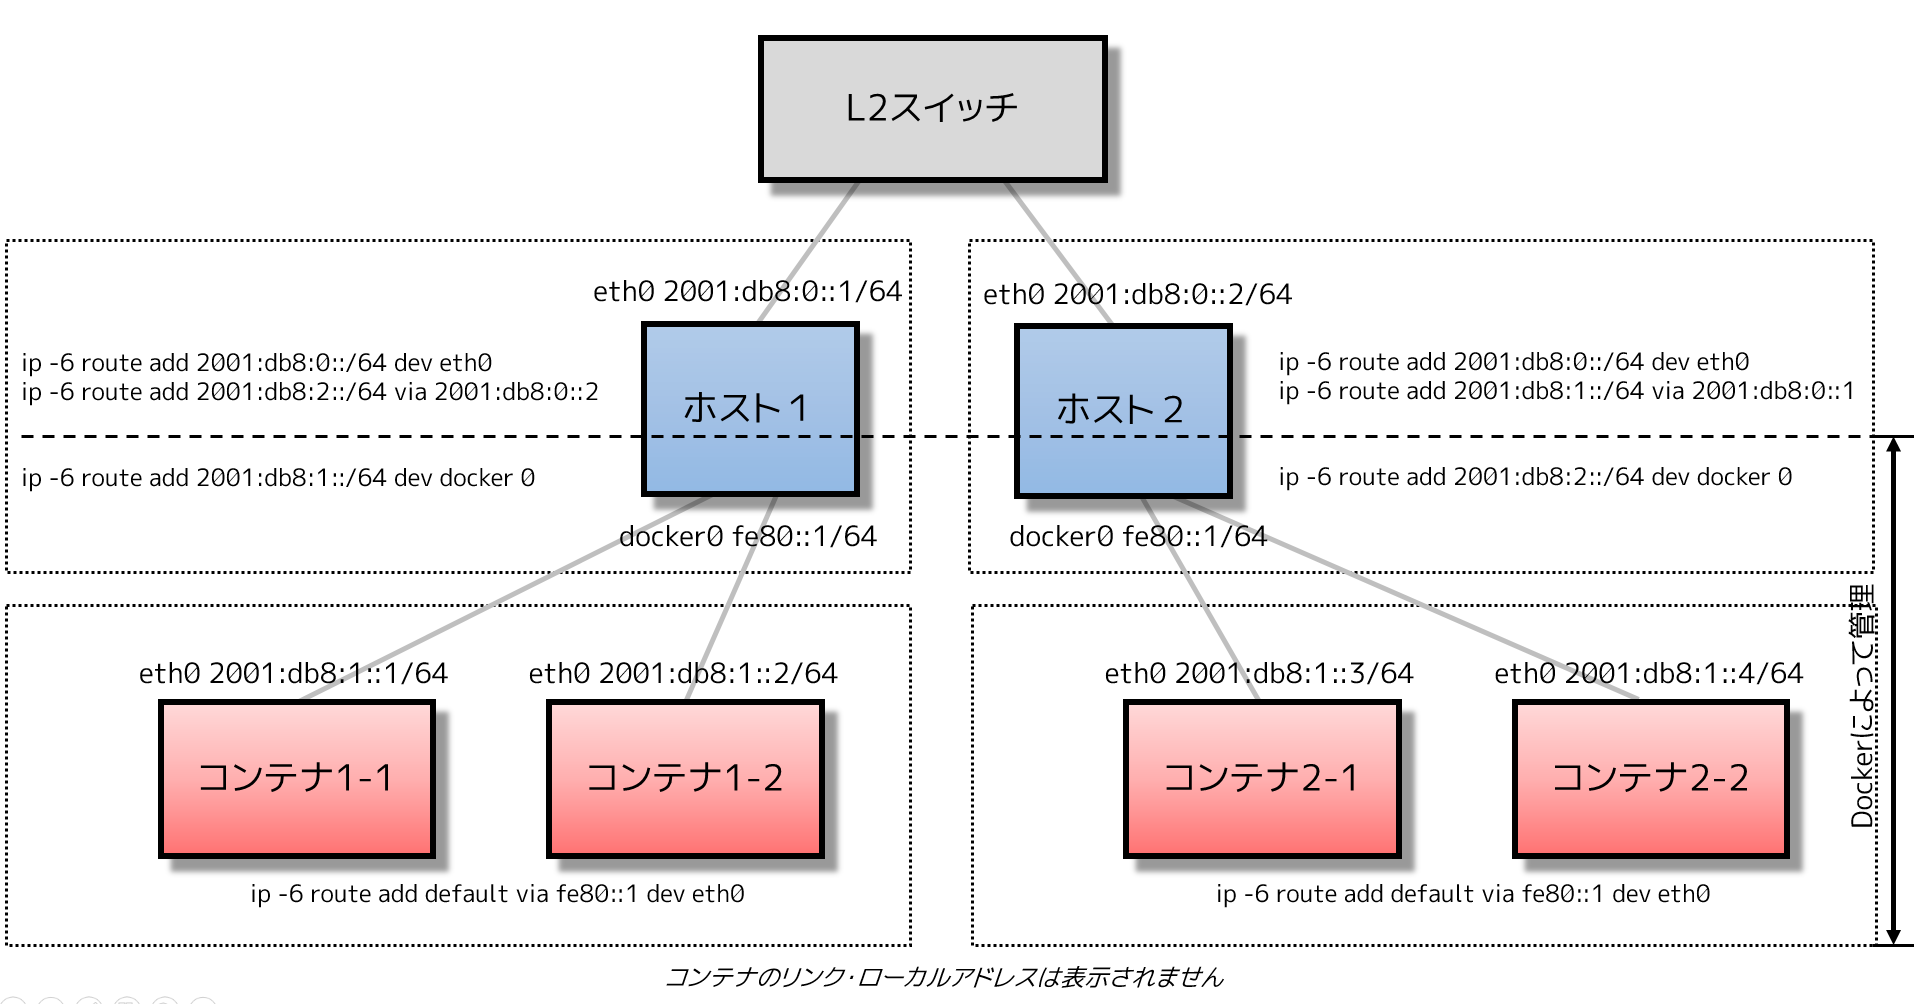 L2スイッチ
eth0 2001:db8:0::1/64
eth0 2001:db8:0::2/64
ip -6 route add 2001:db8:0::/64 dev eth0
ip -6 route add 2001:db8:2::/64 via 2001:db8:0::2
ホスト1
ホスト2
ip -6 route add 2001:db8:0::/64 dev eth0
ip -6 route add 2001:db8:1::/64 via 2001:db8:0::1
ip -6 route add 2001:db8:1::/64 dev docker 0
ip -6 route add 2001:db8:2::/64 dev docker 0
docker0 fe80::1/64
docker0 fe80::1/64
Dockerによって管理
eth0 2001:db8:1::1/64
eth0 2001:db8:1::2/64
eth0 2001:db8:1::3/64
eth0 2001:db8:1::4/64
コンテナ1-1
コンテナ1-2
コンテナ2-1
コンテナ2-2
ip -6 route add default via fe80::1 dev eth0
ip -6 route add default via fe80::1 dev eth0
コンテナのリンク・ローカルアドレスは表示されません